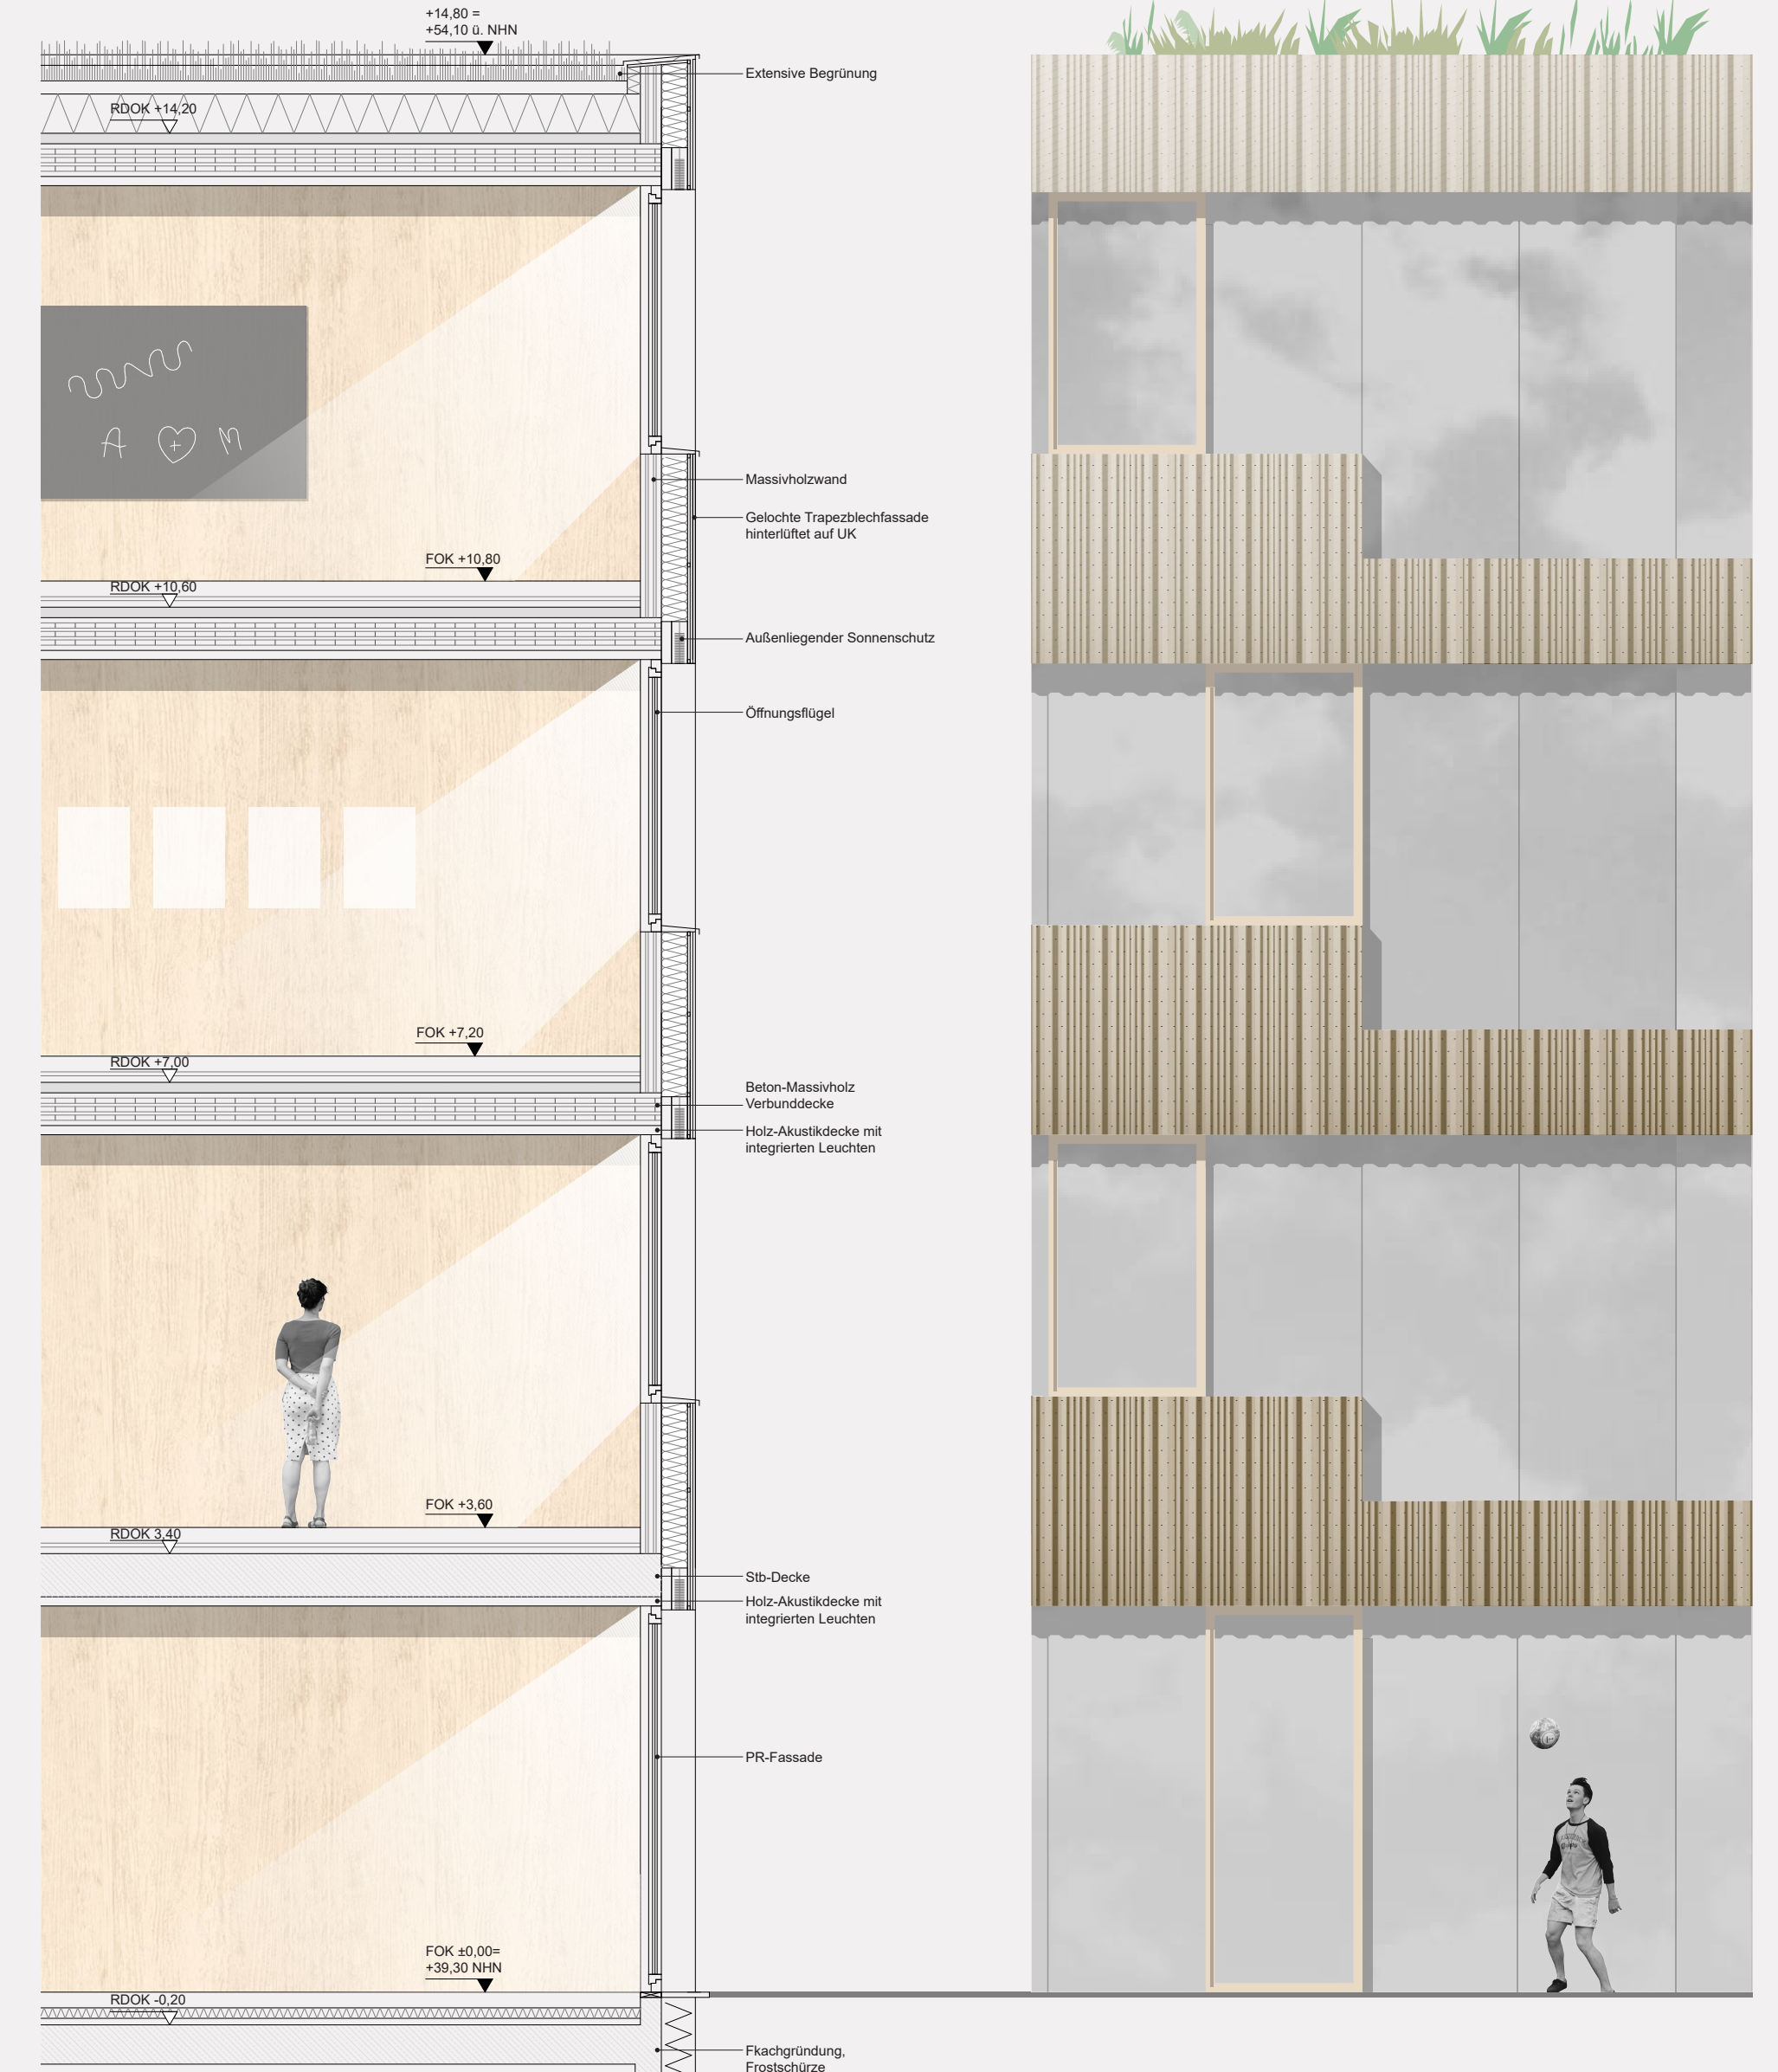 +14,80 =
+54,10 ü. NHN
Extensive Begrünung
RDOK +14,20
A + M
Massivholzwand
Gelochte Trapezblechfassade
hinterlüftet auf UK
FOK +10,80
RDOK +10,60
Außenliegender Sonnenschutz
Öffnungsflügel
FOK +7,20
RDOK +7,00
Beton-Massivholz
Verbunddecke
Holz-Akustikdecke mit
integrierten Leuchten
FOK +3,60
RDOK 3,40
Stb-Decke
Holz-Akustikdecke mit
integrierten Leuchten
PR-Fassade
FOK ±0,00=
+39,30 NHN
RDOK -0,20
Fkachgründung,
Frostschürze